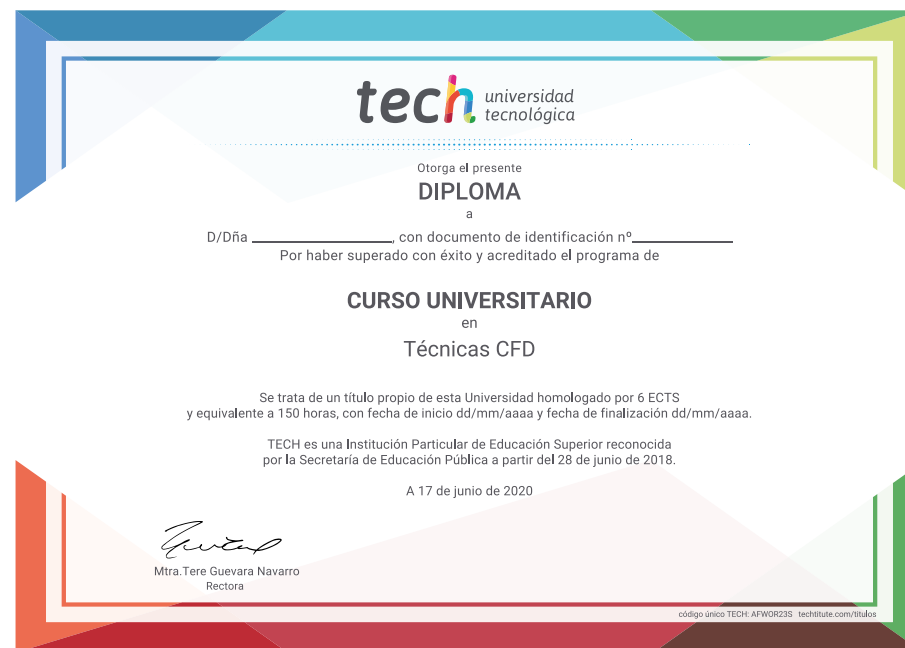 tech universidad
tecnológica
Otorga el presente
DIPLOMA
a
D/Dña ____________________, con documento de identificación nº______________
Por haber superado con éxito y acreditado el programa de
CURSO UNIVERSITARIO
en
Técnicas CFD
Se trata de un título propio de esta Universidad homologado por 6 ECTS
y equivalente a 150 horas, con fecha de inicio dd/mm/aaaa y fecha de finalización dd/mm/aaaa.
TECH es una Institución Particular de Educación Superior reconocida
por la Secretaría de Educación Pública a partir del 28 de junio de 2018.
A 17 de junio de 2020
Mtra.Tere Guevara Navarro
Rectora
código único TECH: AFWOR23S techtitute.com/titulos